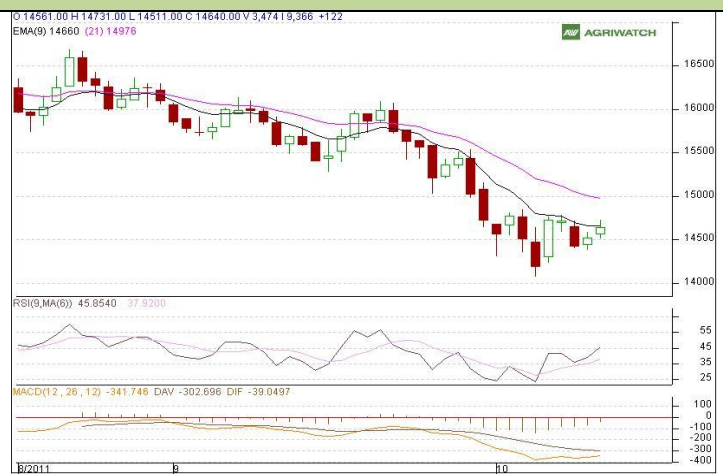 O 14561.00 H 14731.00 L 14511.00 C 14640.00 V 3,474 I 9,366 +122
EMA(9) 14660 (21) 14976
AW AGRIWATCH
16500
16000
15500
15000
14500
14000
RSI(9,MA(6)) 45.8540 37.9200
55
45
35
25
MACD(12,26,12) -341.746 DAV -302.696 DIF -39.0497
100
0
-100
-200
-300
-400
8/2011 9 10